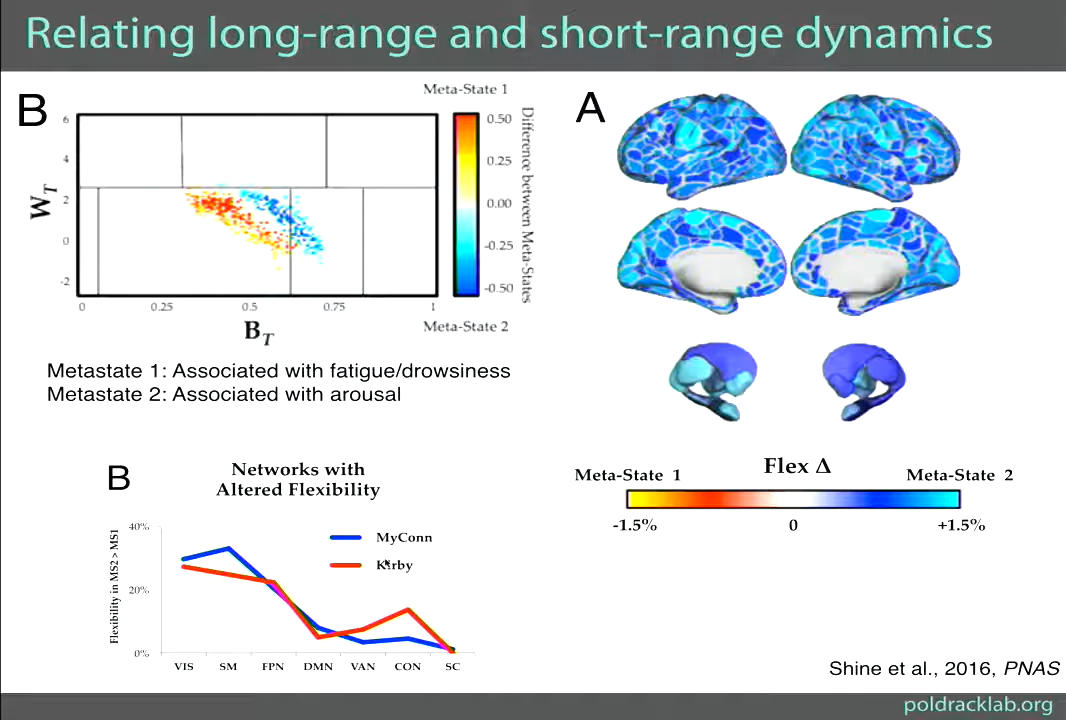 Relating long-range and short-range dynamics
B
Meta-State 1
6
4
2
0
-2
W_T
0
0.25
0.5
0.75
1
B_T
0.50
0.25
0.00
-0.25
-0.50
Difference between Meta-States
Meta-State 2
Metastate 1: Associated with fatigue/drowsiness
Metastate 2: Associated with arousal
B
Networks with
Altered Flexibility
Flexibility in MS2 > MS1
40%
20%
0%
MyConn
Kirby
VIS SM FPN DMN VAN CON SC
A
Meta-State 1 Flex Δ Meta-State 2
-1.5% 0 +1.5%
Shine et al., 2016, PNAS
poldracklab.org